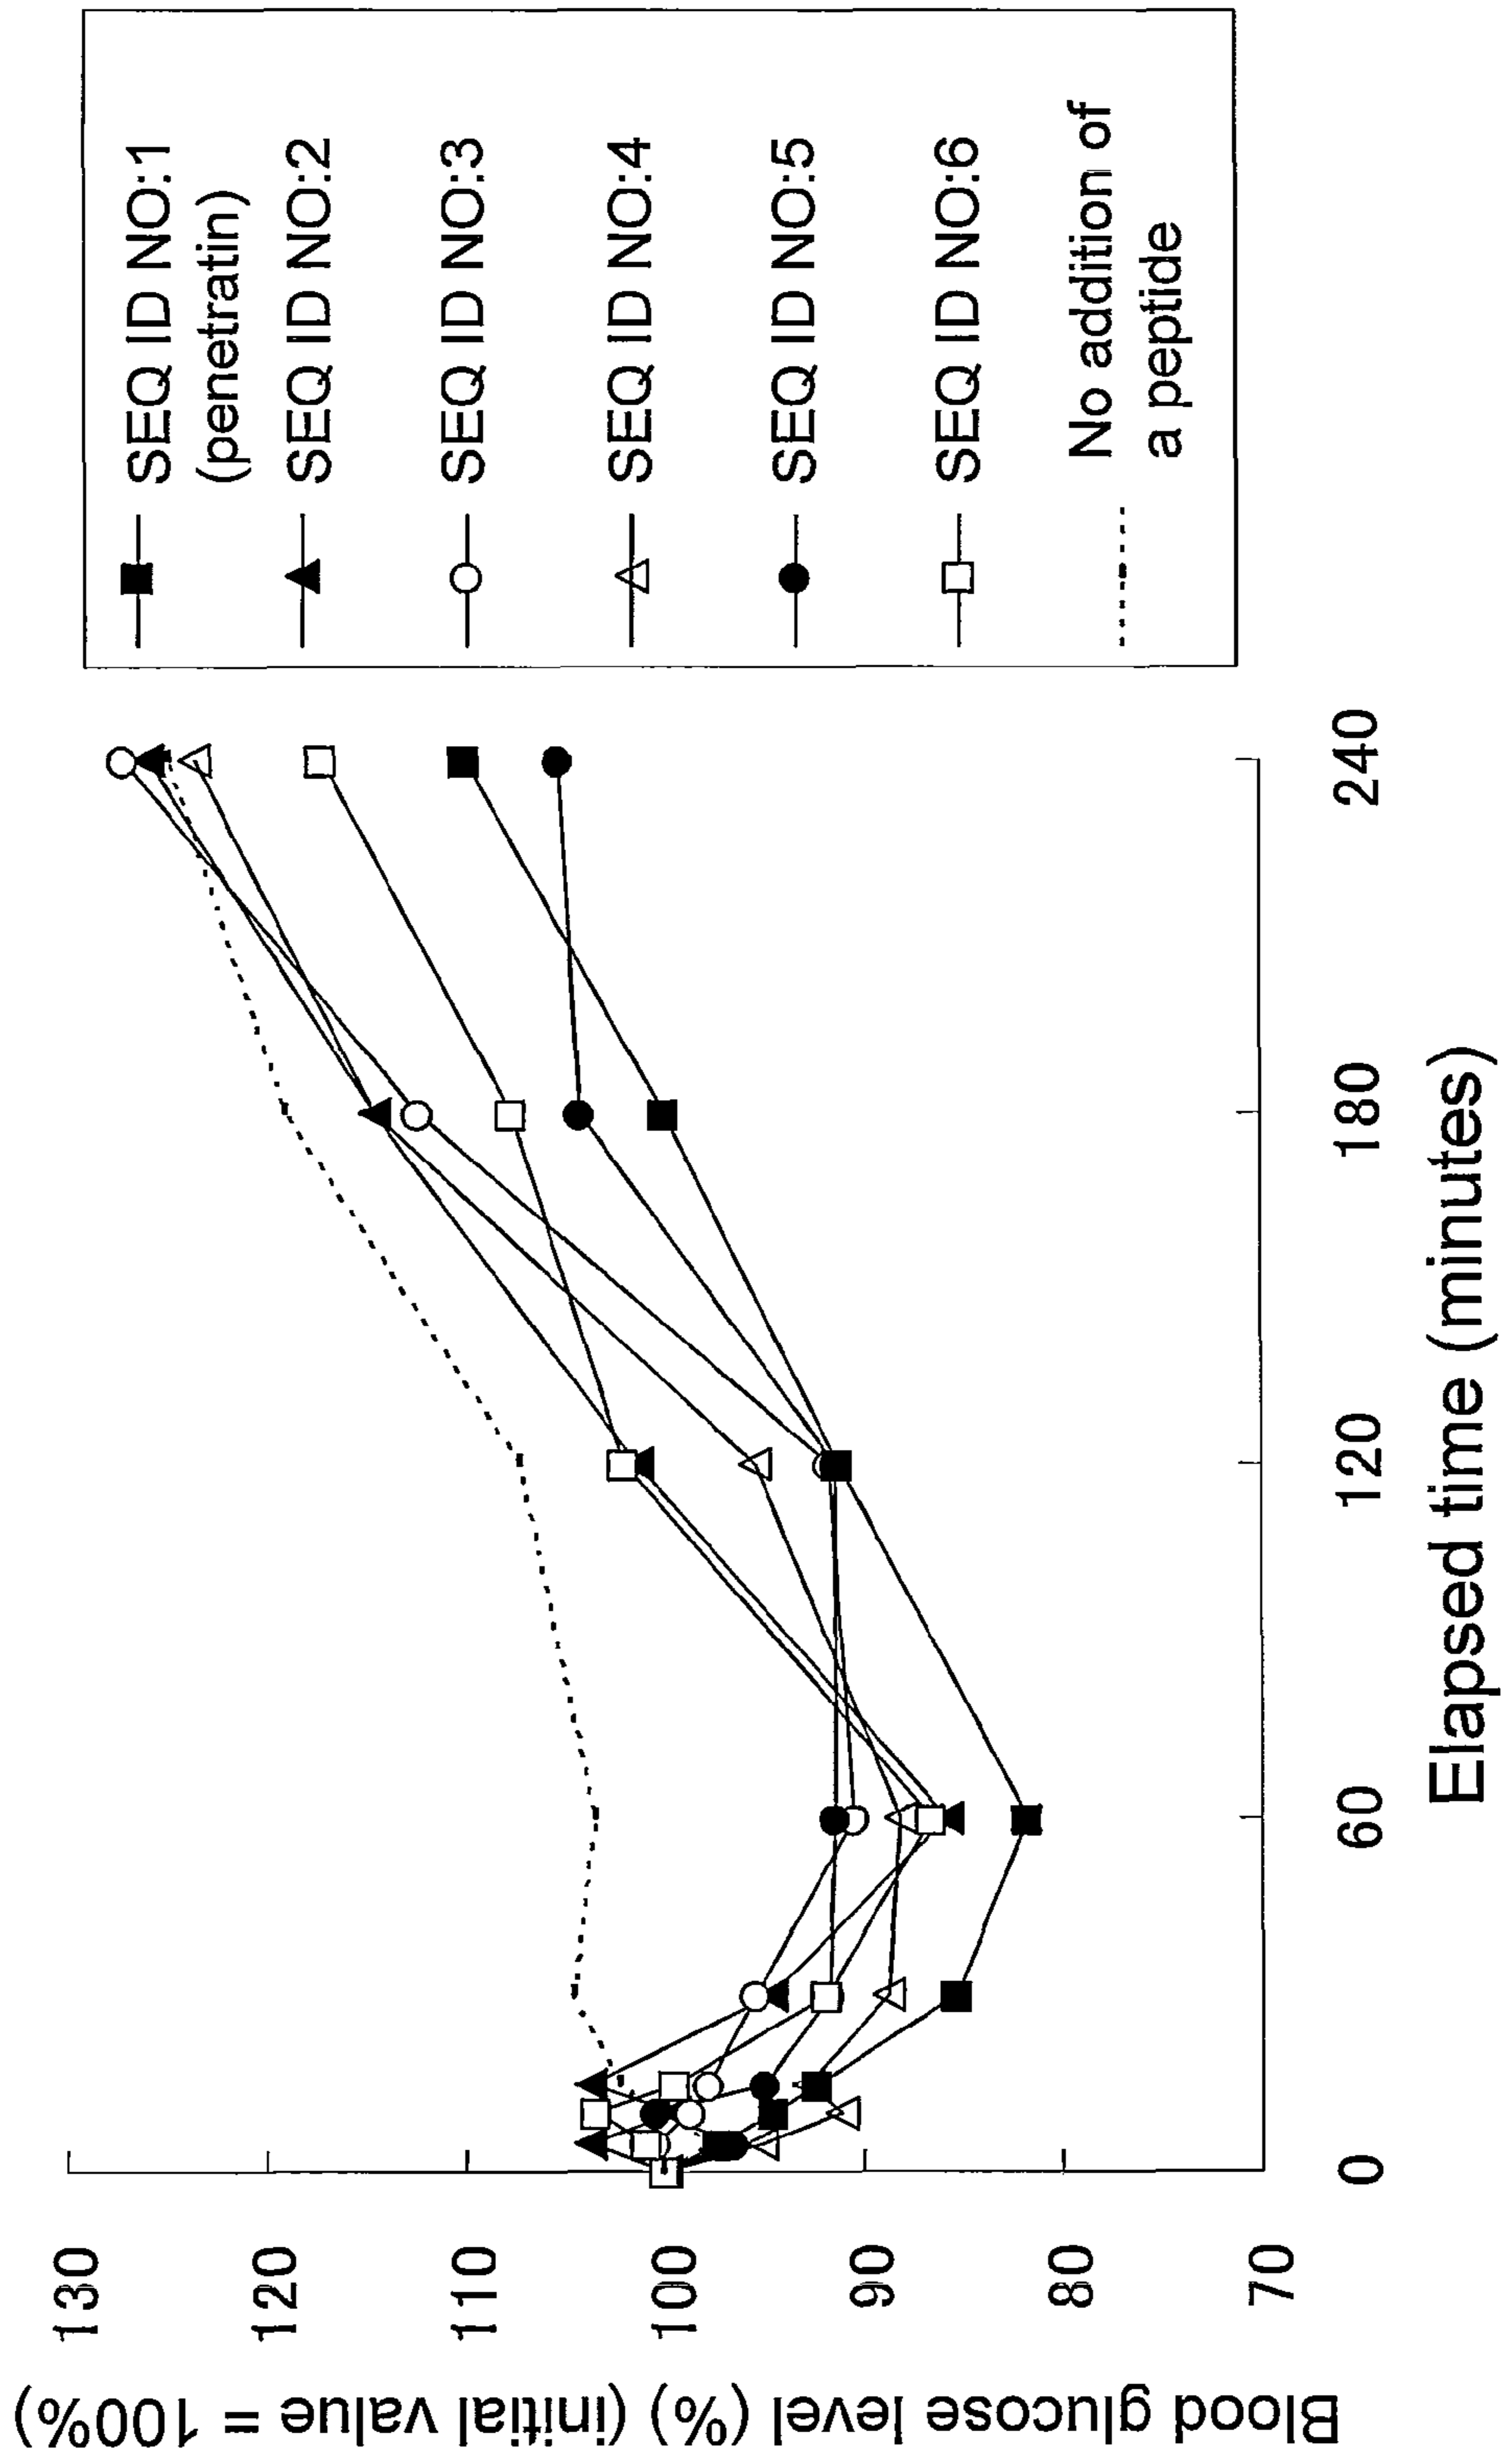 Blood glucose level (%) (initial value = 100%)
130
120
110
100
90
80
70
0
60
120
180
240
Elapsed time (minutes)
SEQ ID NO:1
(penetratin)
SEQ ID NO:2
SEQ ID NO:3
SEQ ID NO:4
SEQ ID NO:5
SEQ ID NO:6
No addition of
a peptide